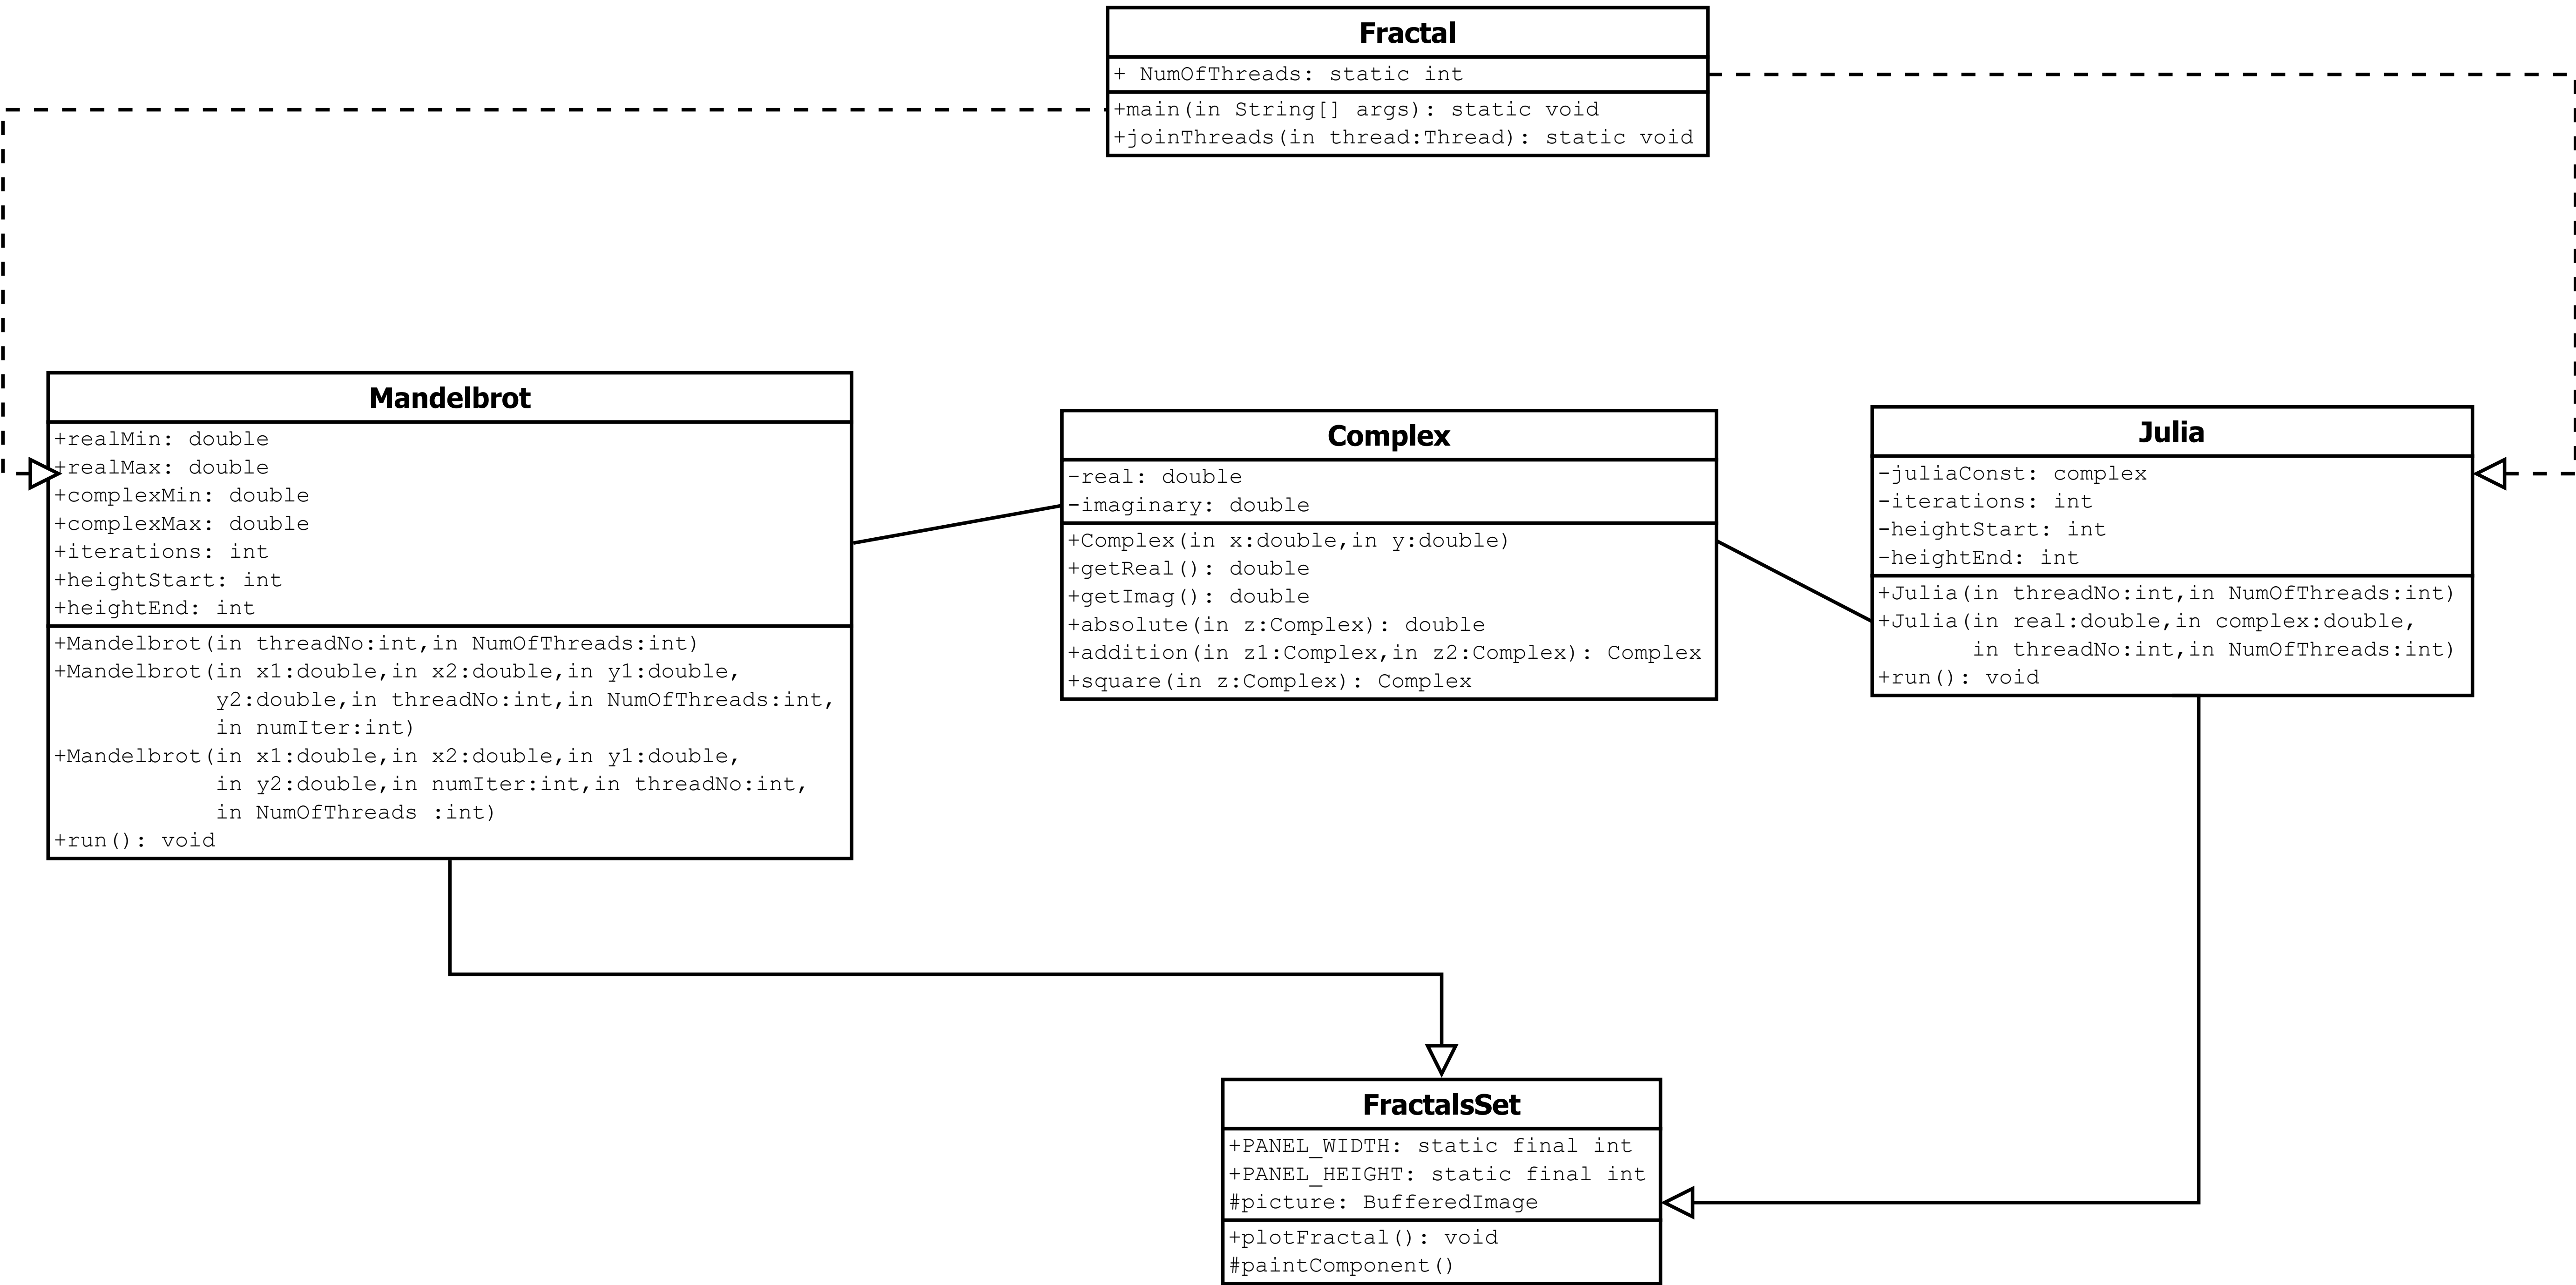 Fractal
+ NumOfThreads: static int
+main(in String[] args): static void
+joinThreads(in thread:Thread): static void
Mandelbrot
+realMin: double
+realMax: double
+complexMin: double
+complexMax: double
+iterations: int
+heightStart: int
+heightEnd: int
+Mandelbrot(in threadNo:int,in NumOfThreads:int)
+Mandelbrot(in x1:double,in x2:double,in y1:double,
y2:double,in threadNo:int,in NumOfThreads:int,
in numIter:int)
+Mandelbrot(in x1:double,in x2:double,in y1:double,
in y2:double,in numIter:int,in threadNo:int,
in NumOfThreads :int)
+run(): void
Complex
-real: double
-imaginary: double
+Complex(in x:double,in y:double)
+getReal(): double
+getImag(): double
+absolute(in z:Complex): double
+addition(in z1:Complex,in z2:Complex): Complex
+square(in z:Complex): Complex
Julia
-juliaConst: complex
-iterations: int
-heightStart: int
-heightEnd: int
+Julia(in threadNo:int,in NumOfThreads:int)
+Julia(in real:double,in complex:double,
in threadNo:int,in NumOfThreads:int)
+run(): void
FractalsSet
+PANEL_WIDTH: static final int
+PANEL_HEIGHT: static final int
#picture: BufferedImage
+plotFractal(): void
#paintComponent()